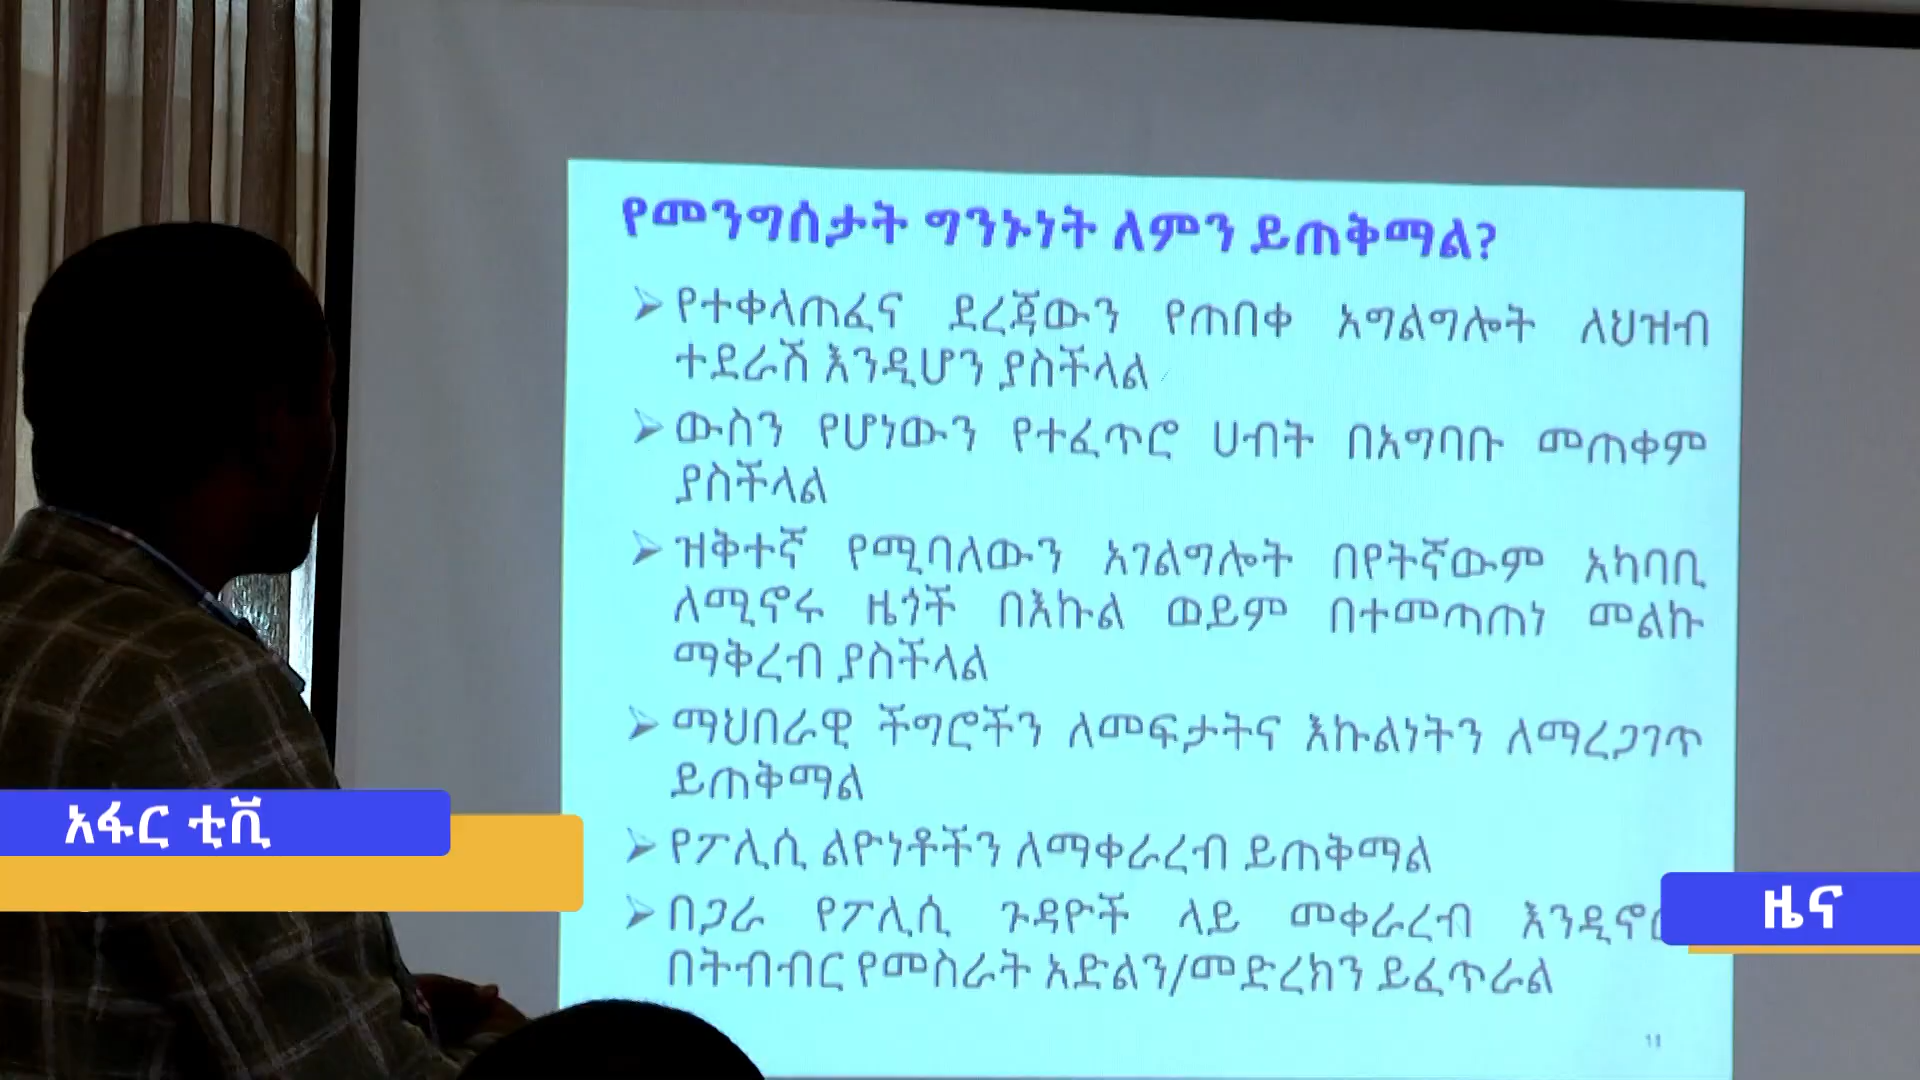 የመንግስታት ግንኙነት ለምን ይጠቅማል?
➢ የተቀላጠፈና ደረጃውን የጠበቀ አግልግሎት ለህዝብ
ተደራሽ እንዲሆን ያስችላል
➢ ውስን የሆነውን የተፈጥሮ ሀብት በአግባቡ መጠቀም
ያስችላል
➢ ዝቅተኛ የሚባለውን አገልግሎት በየትኛውም አካባቢ
ለሚኖሩ ዜጎች በእኩል ወይም በተመጣጠነ መልኩ
ማቅረብ ያስችላል
➢ ማህበራዊ ችግሮችን ለመፍታትና እኩልነትን ለማረጋገጥ
ይጠቅማል
➢ የፖሊሲ ልዮነቶችን ለማቀራረብ ይጠቅማል
➢ በጋራ የፖሊሲ ጉዳዮች ላይ መቀራረብ
በትብብር የመስራት አድልን/መድረክን ይፈጥራል
11
አፋር ቲቪ
ዜና